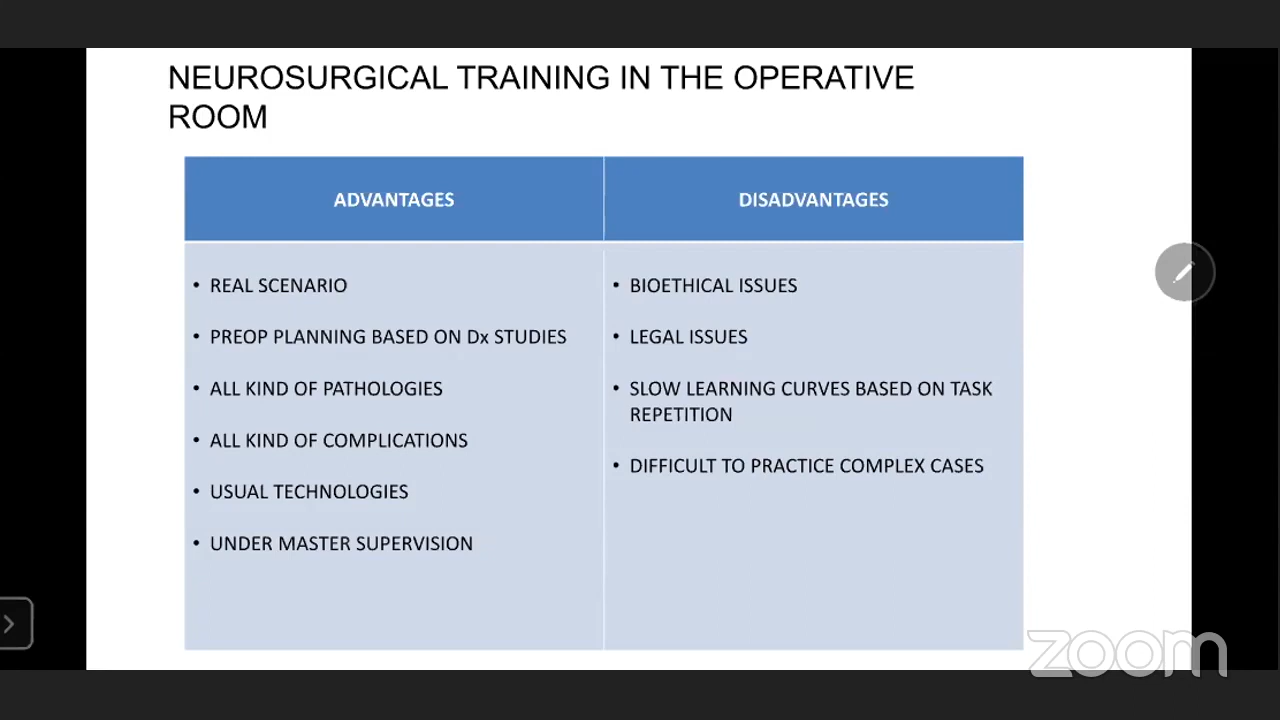 NEUROSURGICAL TRAINING IN THE OPERATIVE
ROOM
ADVANTAGES
DISADVANTAGES
• REAL SCENARIO
• PREOP PLANNING BASED ON Dx STUDIES
• ALL KIND OF PATHOLOGIES
• ALL KIND OF COMPLICATIONS
• USUAL TECHNOLOGIES
• UNDER MASTER SUPERVISION
• BIOETHICAL ISSUES
• LEGAL ISSUES
• SLOW LEARNING CURVES BASED ON TASK
REPETITION
• DIFFICULT TO PRACTICE COMPLEX CASES
zoom